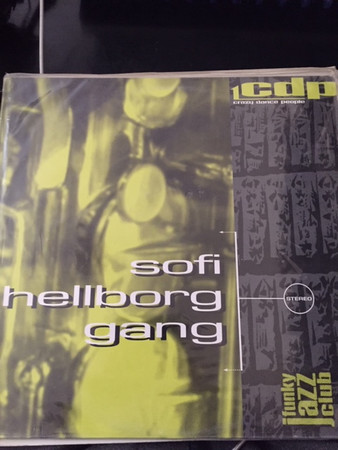 cdp
crazy dance people
sofi
hellborg
gang
STEREO
funky
jazz
club